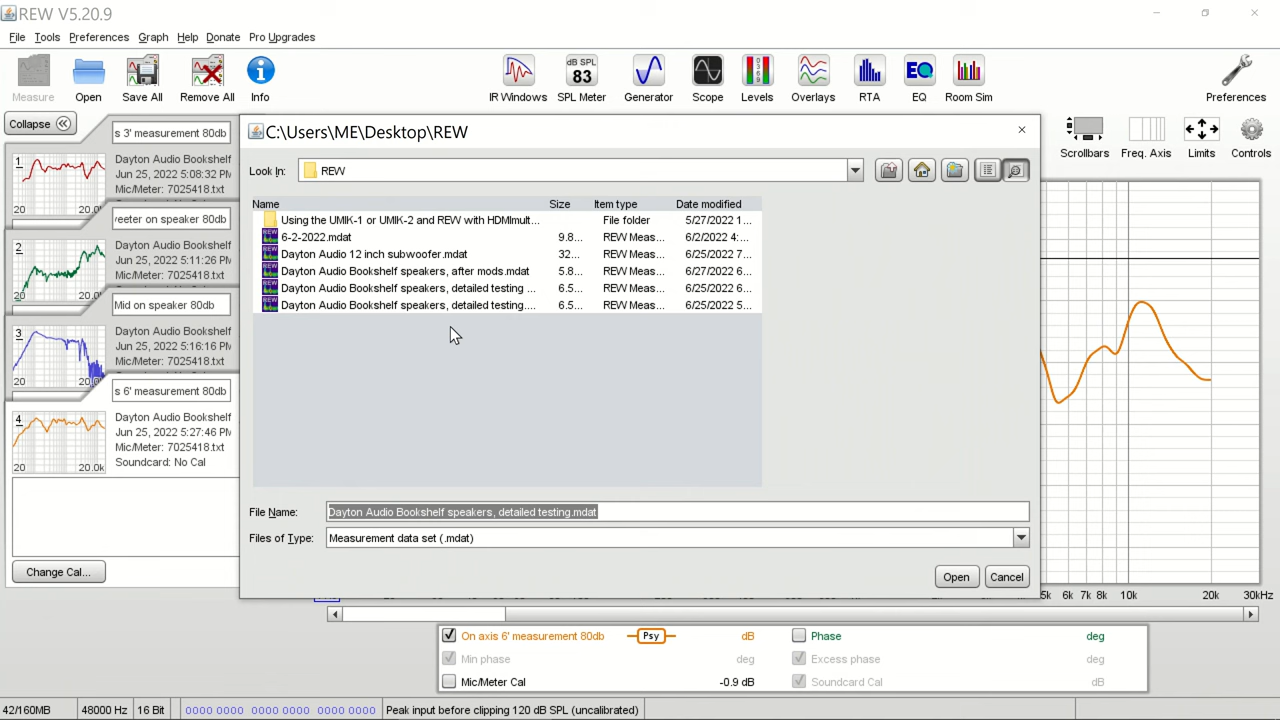 REW V5.20.9
File Tools Preferences Graph Help Donate Pro Upgrades
dB SPL
83
EQ
Measure Open Save All Remove All Info IR Windows SPL Meter Generator Scope Levels Overlays RTA EQ Room Sim Preferences
Collapse
s 3' measurement 80db
1
Dayton Audio Bookshelf
Jun 25, 2022 5:08:32 PM
Mic/Meter: 7025418.txt
20 20.0k
veeter on speaker 80db
2
Dayton Audio Bookshelf
Jun 25, 2022 5:11:26 PM
Mic/Meter: 7025418.txt
20 20.0k
Mid on speaker 80db
3
Dayton Audio Bookshelf
Jun 25, 2022 5:16:16 PM
Mic/Meter: 7025418.txt
20 20.0k
s 6' measurement 80db
4
Dayton Audio Bookshelf
Jun 25, 2022 5:27:46 PM
Mic/Meter: 7025418.txt
Soundcard: No Cal
20 20.0k
Change Cal...
C:\Users\ME\Desktop\REW
Look In: REW
Name Size Item type Date modified
Using the UMIK-1 or UMIK-2 and REW with HDMImult... File folder 5/27/2022 1...
6-2-2022.mdat 9.8... REW Meas... 6/2/2022 4:...
Dayton Audio 12 inch subwoofer.mdat 32... REW Meas... 6/25/2022 7...
Dayton Audio Bookshelf speakers, after mods.mdat 5.8... REW Meas... 6/27/2022 6...
Dayton Audio Bookshelf speakers, detailed testing ... 6.5... REW Meas... 6/25/2022 6...
Dayton Audio Bookshelf speakers, detailed testing.... 6.5... REW Meas... 6/25/2022 5...
File Name: Dayton Audio Bookshelf speakers, detailed testing.mdat
Files of Type: Measurement data set (.mdat)
Open Cancel
Scrollbars Freq. Axis Limits Controls
5k 6k 7k 8k 10k 20k 30kHz
On axis 6' measurement 80db Psy dB Phase deg
Min phase deg Excess phase deg
Mic/Meter Cal -0.9 dB Soundcard Cal dB
42/160MB 48000 Hz 16 Bit 0000 0000 0000 0000 0000 0000 Peak input before clipping 120 dB SPL (uncalibrated)